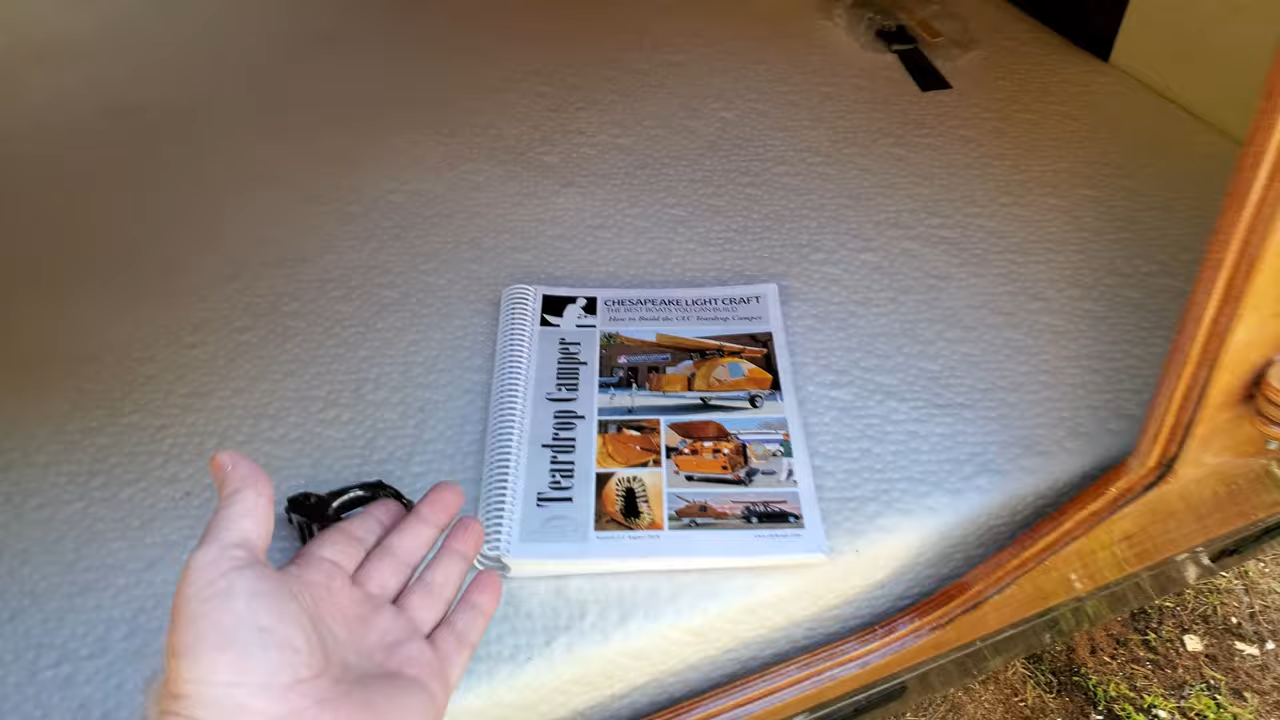 CHESAPEAKE LIGHT CRAFT
THE BEST BOATS YOU CAN BUILD
How to Build the CLC Teardrop Camper
Teardrop Camper